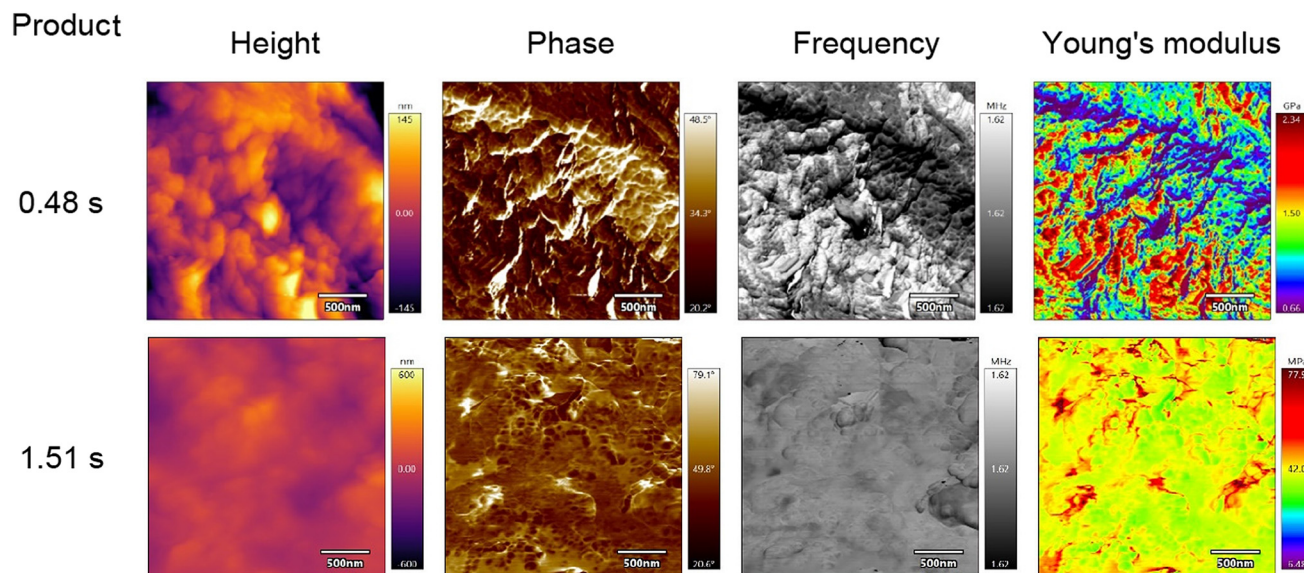 Product
Height
Phase
Frequency
Young's modulus
0.48 s
nm
145
0.00
-145
500nm
48.5°
34.3°
20.2°
500nm
MHz
1.62
1.62
1.62
500nm
GPa
2.34
1.50
0.66
500nm
1.51 s
nm
600
0.00
-600
500nm
79.1°
49.8°
20.6°
500nm
MHz
1.62
1.62
1.62
500nm
42.0
500nm